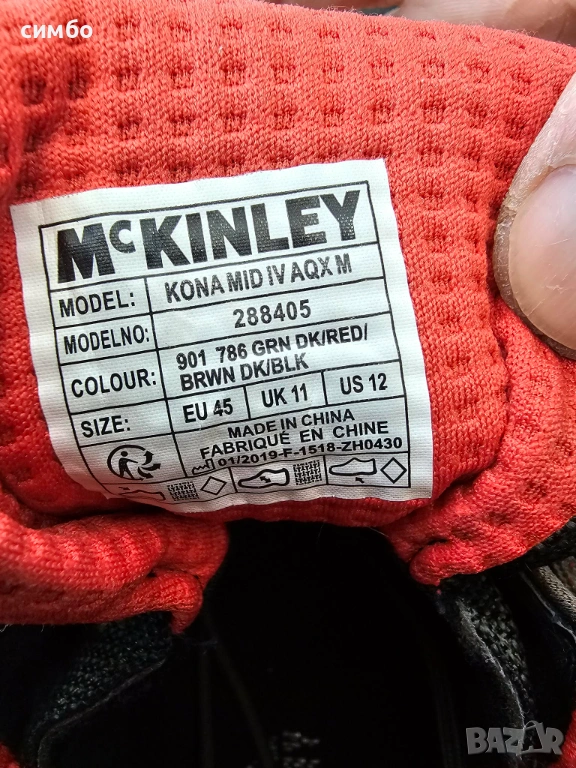 симбо
McKINLEY
MODEL: KONA MID IV AQX M
MODELNO: 288405
COLOUR: 901 786 GRN DK/RED/
BRWN DK/BLK
SIZE: EU 45 UK 11 US 12
MADE IN CHINA
FABRIQUÉ EN CHINE
01/2019-F-1518-ZH0430
BAZAR